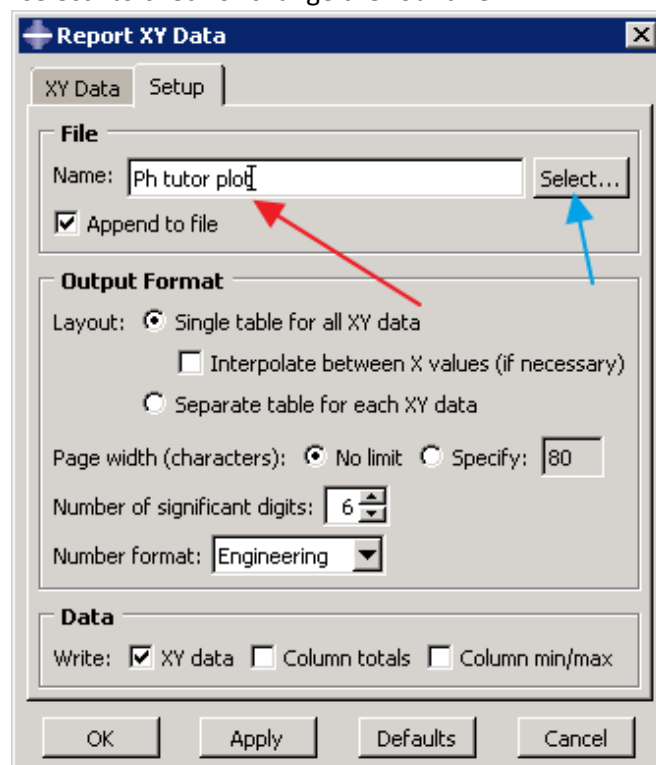 Report XY Data
XY Data Setup
File
Name: Ph tutor plot Select...
Append to file
Output Format
Layout: Single table for all XY data
Interpolate between X values (if necessary)
Separate table for each XY data
Page width (characters): No limit Specify: 80
Number of significant digits: 6
Number format: Engineering
Data
Write: XY data Column totals Column min/max
OK Apply Defaults Cancel